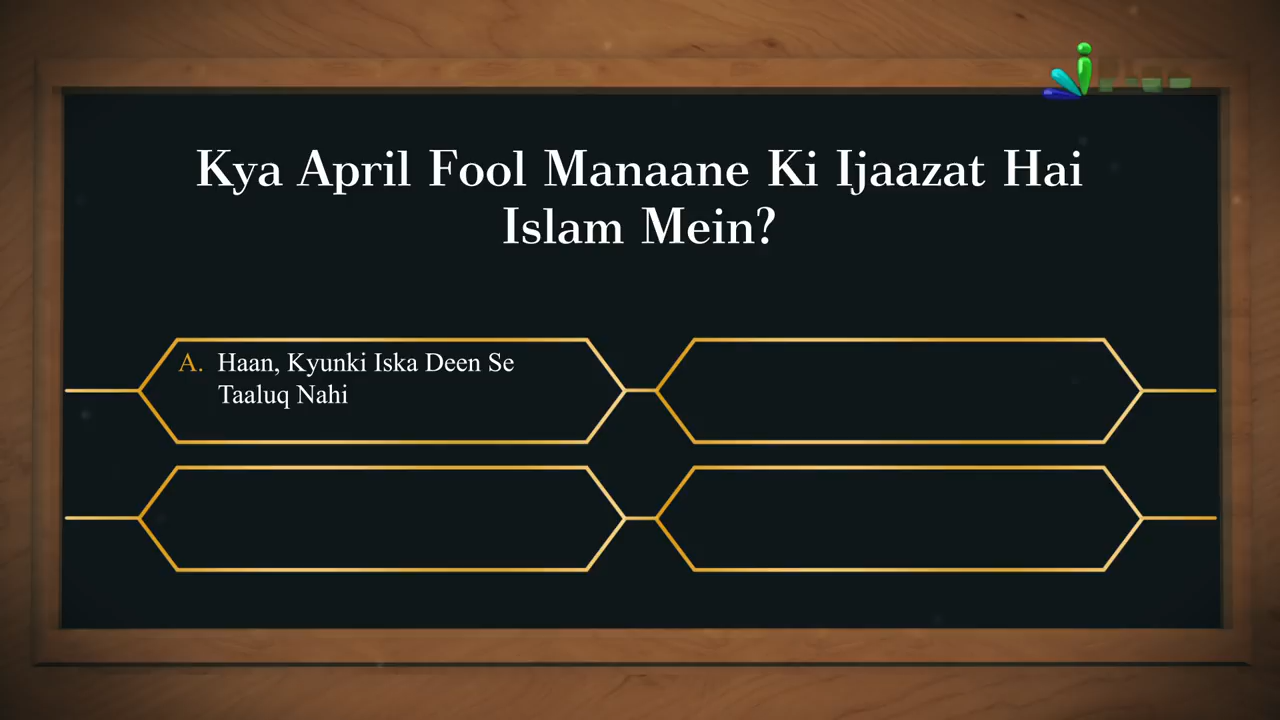 Kya April Fool Manaane Ki Ijaazat Hai
Islam Mein?
A. Haan, Kyunki Iska Deen Se
Taaluq Nahi